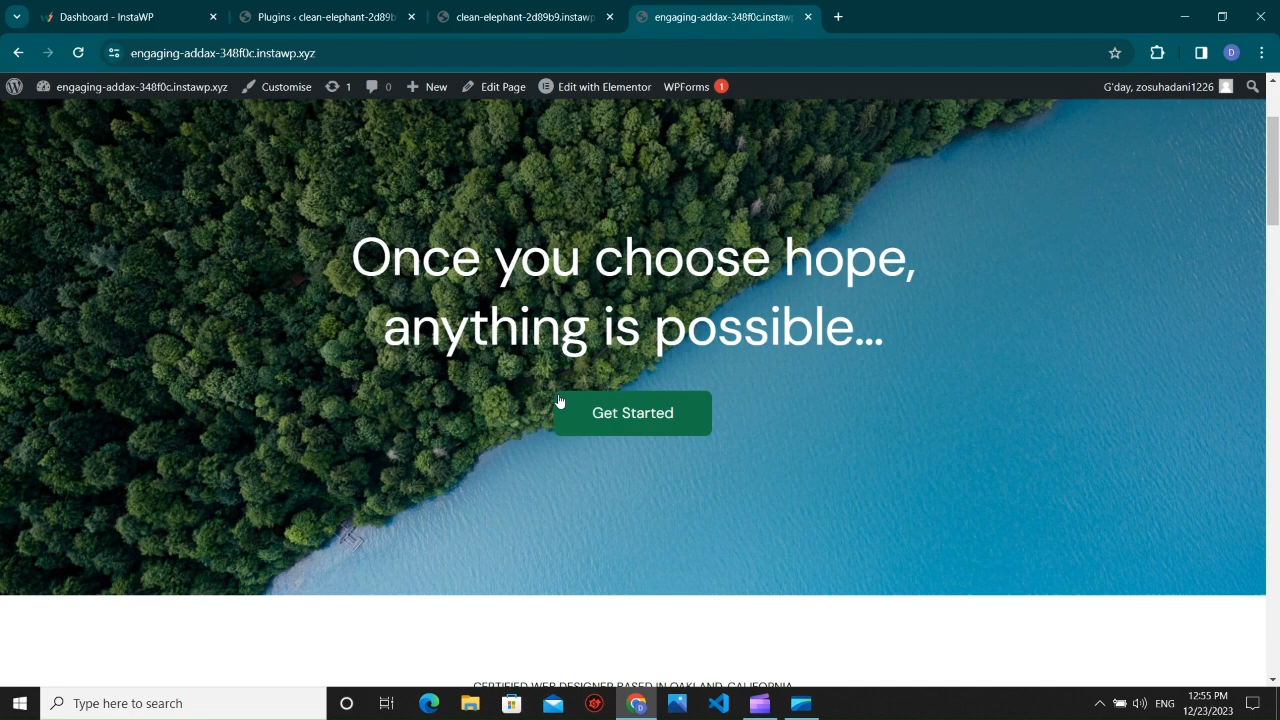 Dashboard - InstaWP
Plugins ‹ clean-elephant-2d89b
clean-elephant-2d89b9.instawp
engaging-addax-348f0c.instawp
engaging-addax-348f0c.instawp.xyz
D
engaging-addax-348f0c.instawp.xyz
Customise
1
0
New
Edit Page
Edit with Elementor
WPForms 1
G'day, zosuhadani1226
Once you choose hope,
anything is possible...
Get Started
CERTIFIED WEB DESIGNER BASED IN OAKLAND, CALIFORNIA
Type here to search
ENG
12:55 PM
12/23/2023